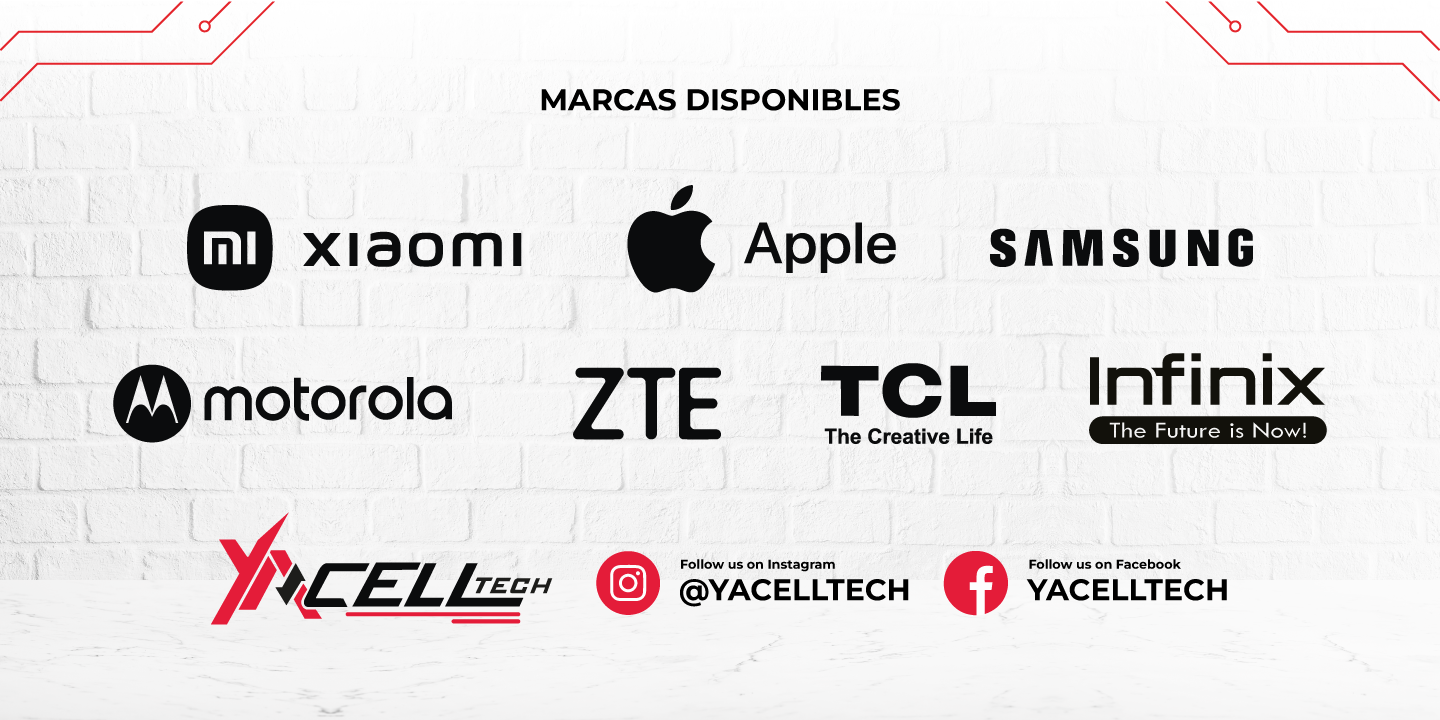 MARCAS DISPONIBLES
xiaomi
Apple
SAMSUNG
motorola
ZTE
TCL
The Creative Life
Infinix
The Future is Now!
YACELL TECH
Follow us on Instagram
@YACELLTECH
Follow us on Facebook
YACELLTECH